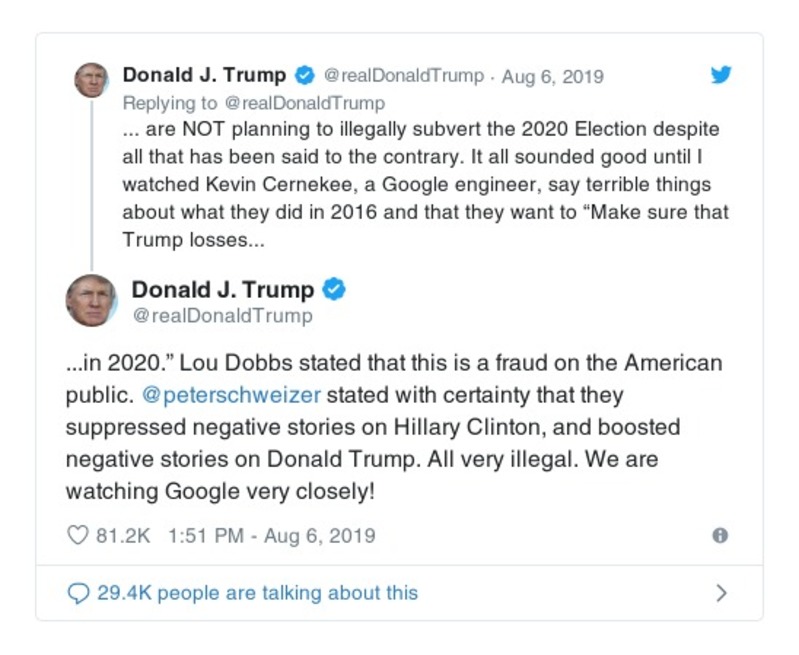 Donald J. Trump @realDonaldTrump · Aug 6, 2019
Replying to @realDonaldTrump
... are NOT planning to illegally subvert the 2020 Election despite
all that has been said to the contrary. It all sounded good until I
watched Kevin Cernekee, a Google engineer, say terrible things
about what they did in 2016 and that they want to “Make sure that
Trump losses...
Donald J. Trump
@realDonaldTrump
...in 2020.” Lou Dobbs stated that this is a fraud on the American
public. @peterschweizer stated with certainty that they
suppressed negative stories on Hillary Clinton, and boosted
negative stories on Donald Trump. All very illegal. We are
watching Google very closely!
81.2K 1:51 PM - Aug 6, 2019
29.4K people are talking about this